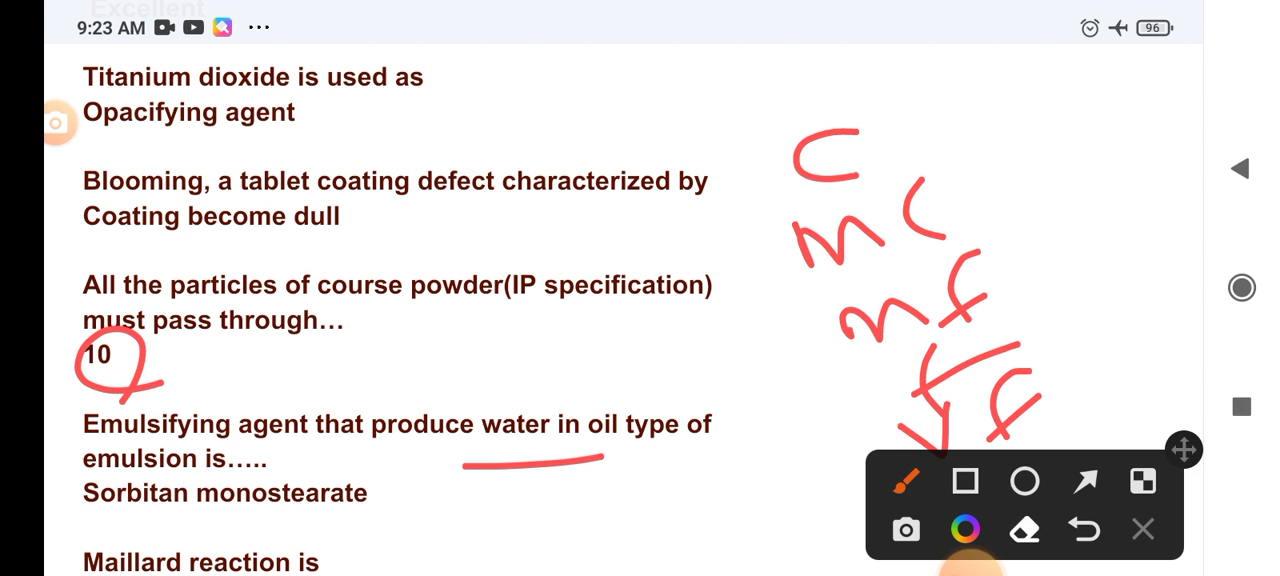 Excellent
9:23 AM 96
Titanium dioxide is used as
Opacifying agent
Blooming, a tablet coating defect characterized by
Coating become dull
All the particles of course powder(IP specification)
must pass through…
10
Emulsifying agent that produce water in oil type of
emulsion is…..
Sorbitan monostearate
Maillard reaction is
C
M C
M f
f
V f